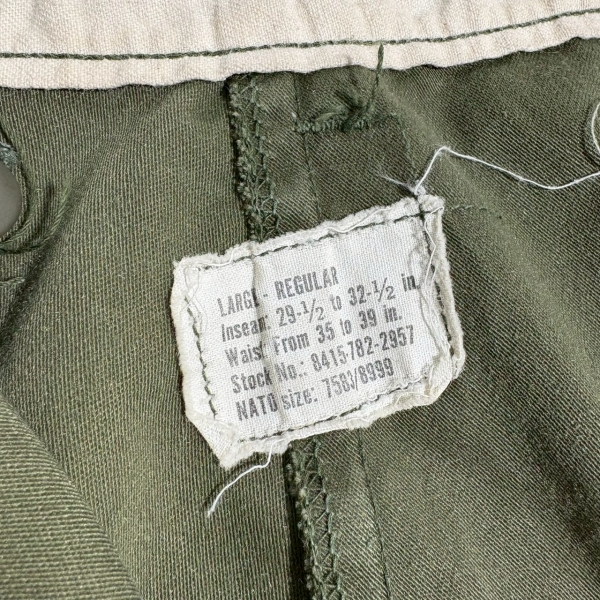 LARGE - REGULAR
Inseam: 29-1/2 to 32-1/2 in.
Waist: From 35 to 39 in.
Stock No.: 8415-782-2957
NATO size: 7583/8999